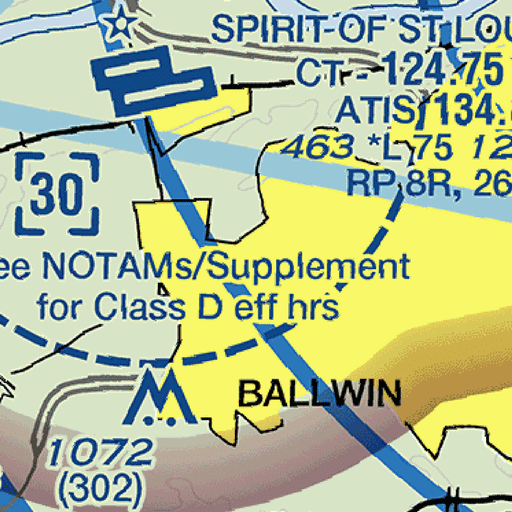 SPIRIT OF ST LOU
CT - 124.75
ATIS 134.
463 *L 75 12
RP 8R, 26
30
ee NOTAMs/Supplement
for Class D eff hrs
BALLWIN
1072
(302)